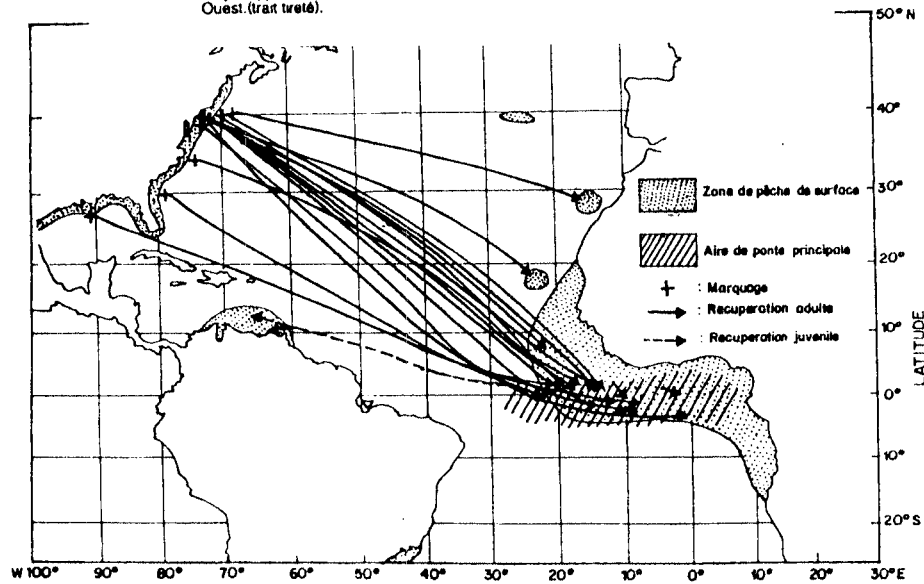 Ouest.(trait tireté).
50° N
40°
30°
20°
10°
0°
10°
20° S
LATITUDE
Zone de pêche de surface
Aire de ponte principale
: Marquage
: Récuperation adulte
: Récuperation juvenile
W 100° 90° 80° 70° 60° 50° 40° 30° 20° 10° 0° 10° 20° 30° E